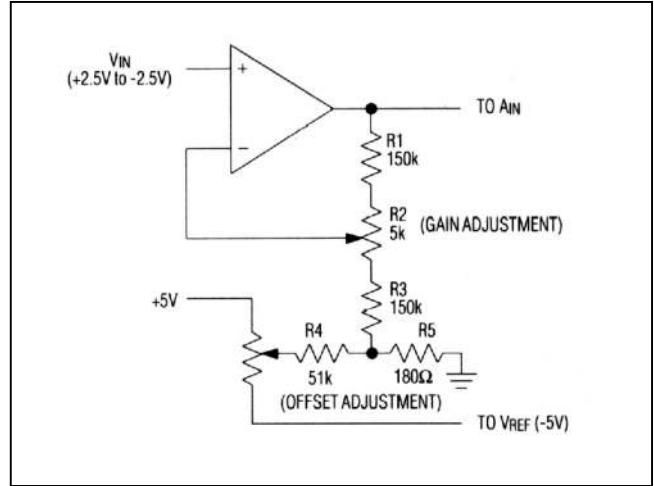 VIN
(+2.5V to -2.5V)
+
−
TO AIN
R1
150k
R2
5k
(GAIN ADJUSTMENT)
R3
150k
+5V
R4
51k
R5
180Ω
(OFFSET ADJUSTMENT)
TO VREF (-5V)